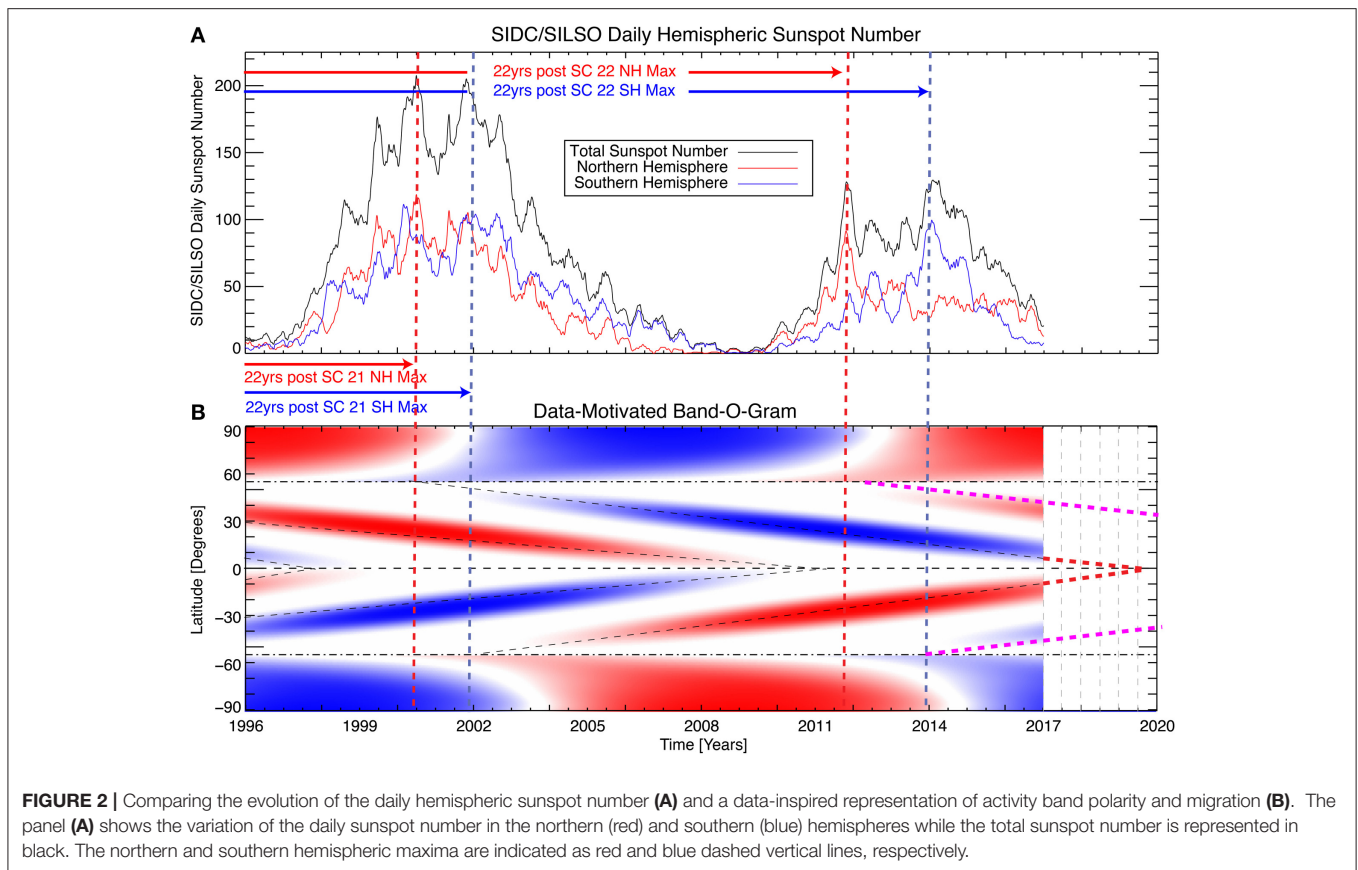 A
SIDC/SILSO Daily Hemispheric Sunspot Number
22yrs post SC 22 NH Max
22yrs post SC 22 SH Max
Total Sunspot Number
Northern Hemisphere
Southern Hemisphere
SIDC/SILSO Daily Sunspot Number
200
150
100
50
0
22yrs post SC 21 NH Max
22yrs post SC 21 SH Max
B
Data-Motivated Band-O-Gram
Latitude [Degrees]
90
60
30
0
−30
−60
−90
1996 1999 2002 2005 2008 2011 2014 2017 2020
Time [Years]
FIGURE 2 | Comparing the evolution of the daily hemispheric sunspot number (A) and a data-inspired representation of activity band polarity and migration (B). The
panel (A) shows the variation of the daily sunspot number in the northern (red) and southern (blue) hemispheres while the total sunspot number is represented in
black. The northern and southern hemispheric maxima are indicated as red and blue dashed vertical lines, respectively.